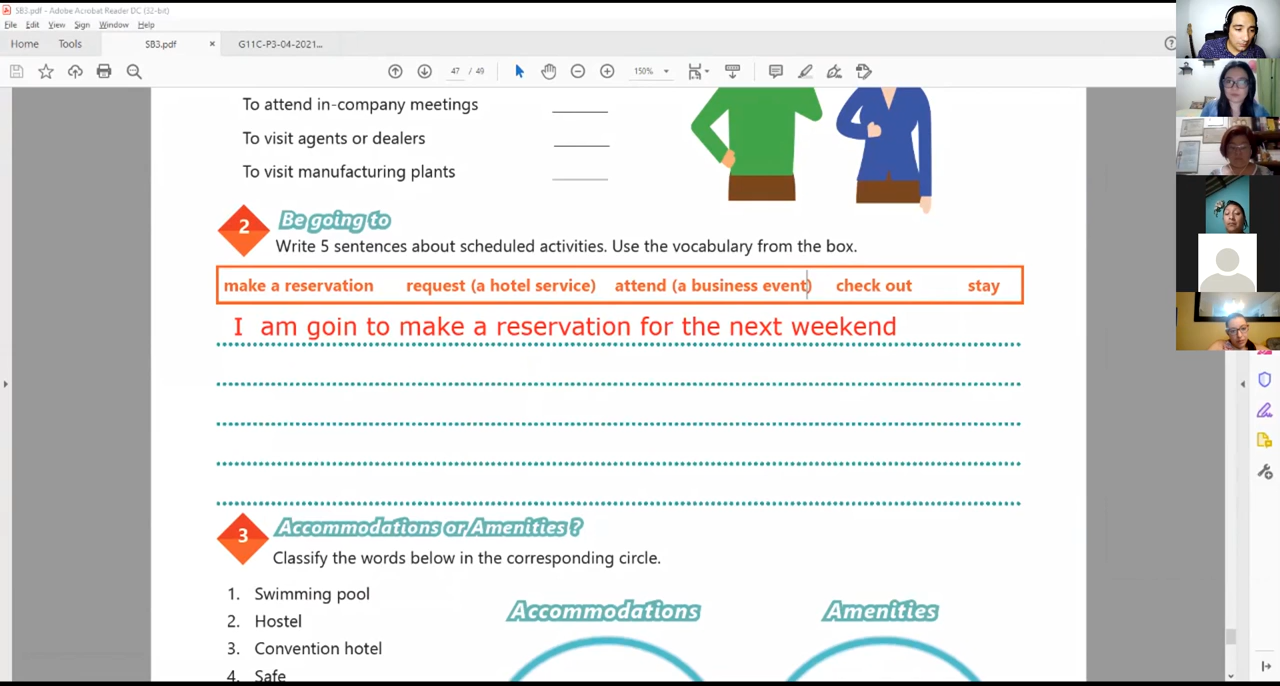 SB3.pdf - Adobe Acrobat Reader DC (32-bit)
File Edit View Sign Window Help
Home Tools SB3.pdf × G11C-P3-04-2021...
47 / 49 150%
To attend in-company meetings
To visit agents or dealers
To visit manufacturing plants
2 Be going to
Write 5 sentences about scheduled activities. Use the vocabulary from the box.
make a reservation request (a hotel service) attend (a business event) check out stay
I am goin to make a reservation for the next weekend
3 Accommodations or Amenities ?
Classify the words below in the corresponding circle.
1. Swimming pool
2. Hostel
3. Convention hotel
4. Safe
Accommodations Amenities